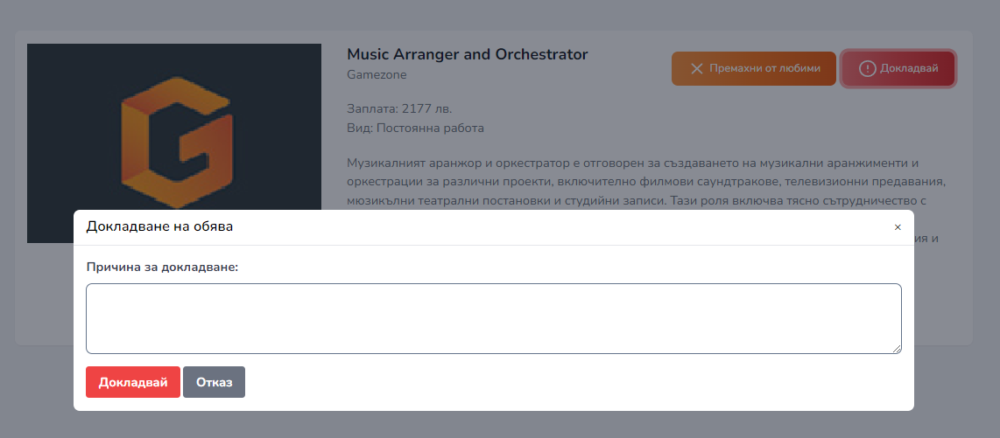 Music Arranger and Orchestrator
Gamezone
Премахни от любими
Докладвай
Заплата: 2177 лв.
Вид: Постоянна работа
Музикалният аранжор и оркестратор е отговорен за създаването на музикални аранжименти и
оркестрации за различни проекти, включително филмови саундтракове, телевизионни предавания,
мюзикълни театрални постановки и студийни записи. Тази роля включва тясно сътрудничество с
и
Докладване на обява
×
Причина за докладване:
Докладвай
Отказ